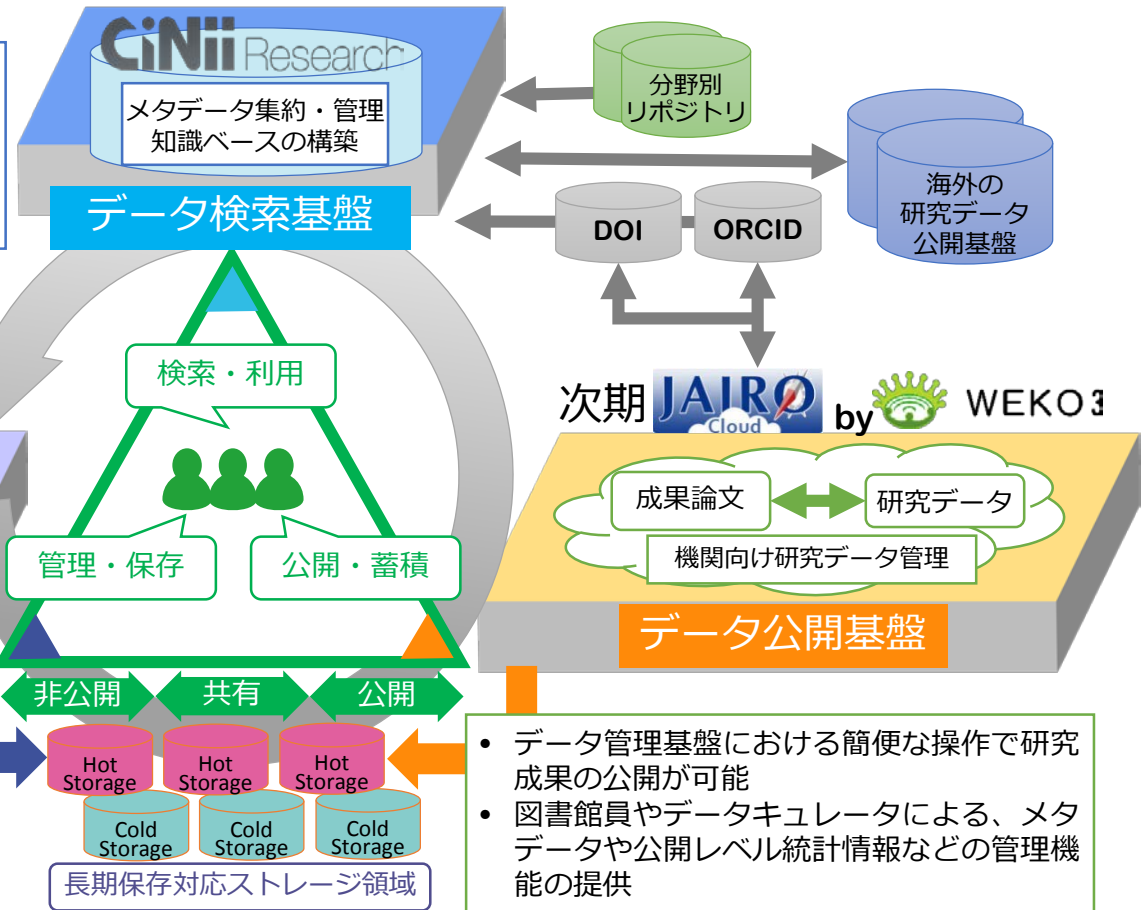 CiNii Research
メタデータ集約・管理
知識ベースの構築
データ検索基盤
分野別
リポジトリ
海外の
研究データ
公開基盤
DOI
ORCID
検索・利用
管理・保存
公開・蓄積
次期 JAIRO Cloud by WEKO3
成果論文
研究データ
機関向け研究データ管理
データ公開基盤
非公開
共有
公開
Hot
Storage
Hot
Storage
Hot
Storage
Cold
Storage
Cold
Storage
Cold
Storage
長期保存対応ストレージ領域
• データ管理基盤における簡便な操作で研究
成果の公開が可能
• 図書館員やデータキュレータによる、メタ
データや公開レベル統計情報などの管理機
能の提供